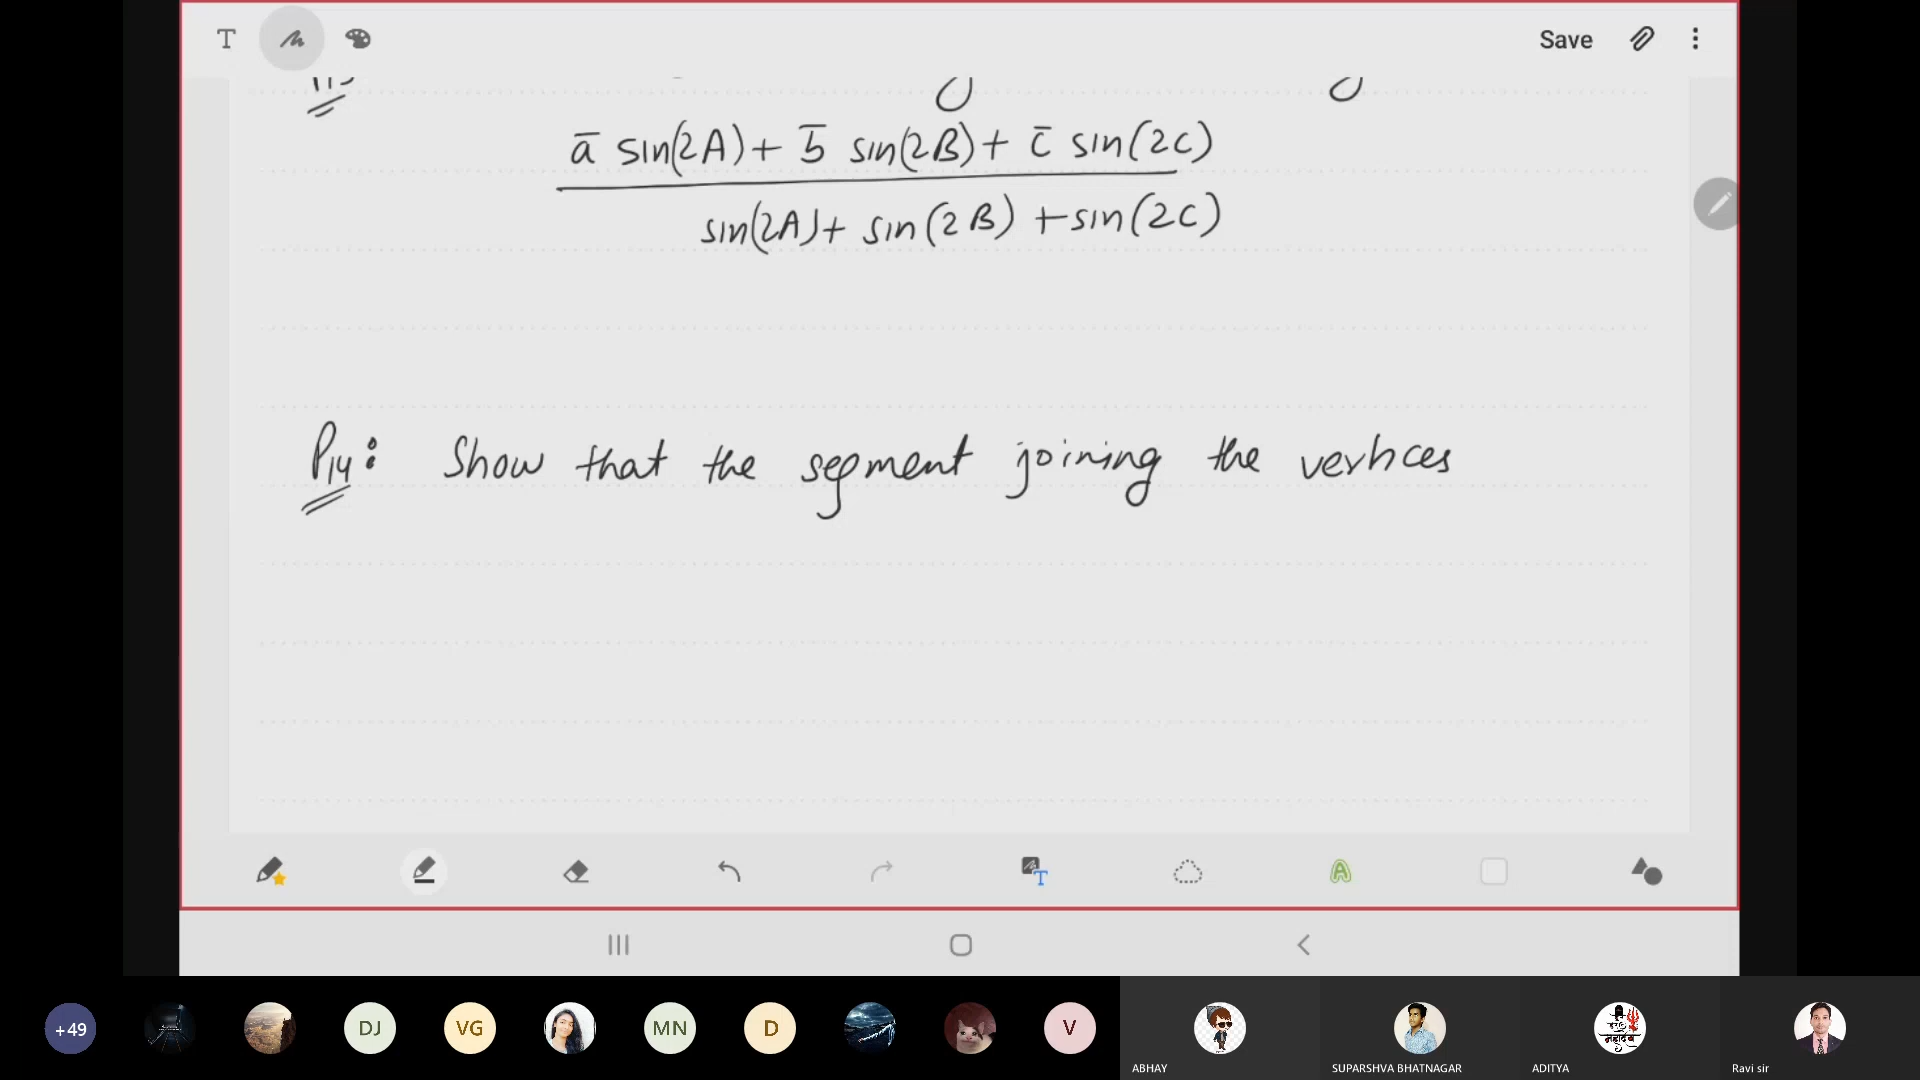 T Save
ā sin(2A) + b̄ sin(2B) + c̄ sin(2C)
sin(2A) + sin(2B) + sin(2C)
P14: Show that the segment joining the vertices
T A
+49 DJ VG MN D V
ABHAY SUPARSHVA BHATNAGAR ADITYA Ravi sir